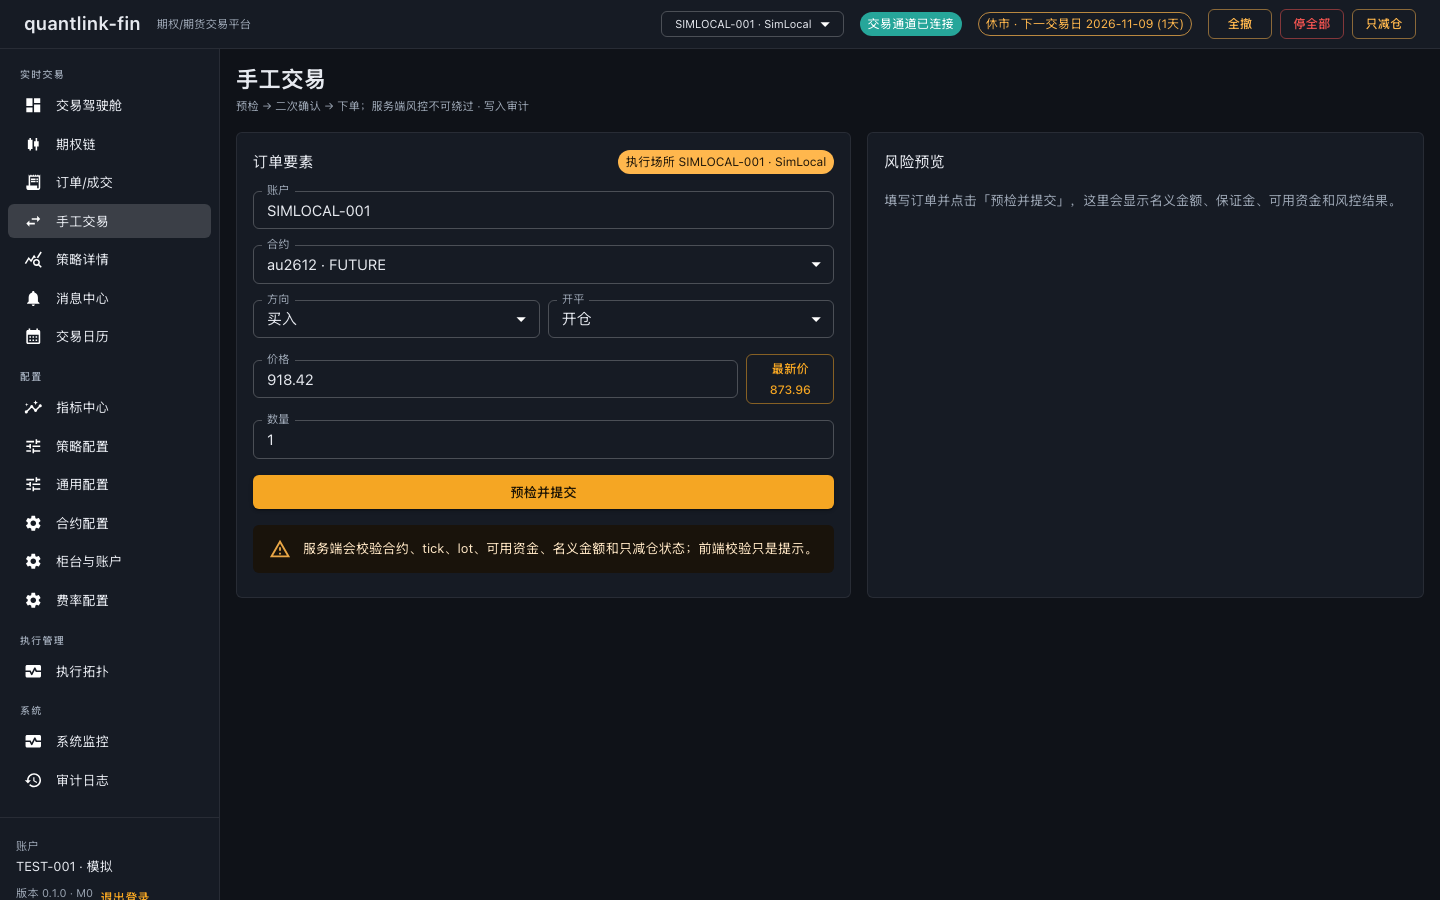 quantlink-fin
期权/期货交易平台
SIMLOCAL-001 · SimLocal
交易通道已连接
休市 · 下一交易日 2026-11-09 (1天)
全撤
停全部
只减仓
实时交易
交易驾驶舱
期权链
订单/成交
手工交易
策略详情
消息中心
交易日历
配置
指标中心
策略配置
通用配置
合约配置
柜台与账户
费率配置
执行管理
执行拓扑
系统
系统监控
审计日志
账户
TEST-001 · 模拟
版本 0.1.0 · M0
退出登录
手工交易
预检 → 二次确认 → 下单；服务端风控不可绕过 · 写入审计
订单要素
执行场所 SIMLOCAL-001 · SimLocal
账户
SIMLOCAL-001
合约
au2612 · FUTURE
方向
买入
开平
开仓
价格
918.42
最新价
873.96
数量
1
预检并提交
服务端会校验合约、tick、lot、可用资金、名义金额和只减仓状态；前端校验只是提示。
风险预览
填写订单并点击「预检并提交」，这里会显示名义金额、保证金、可用资金和风控结果。